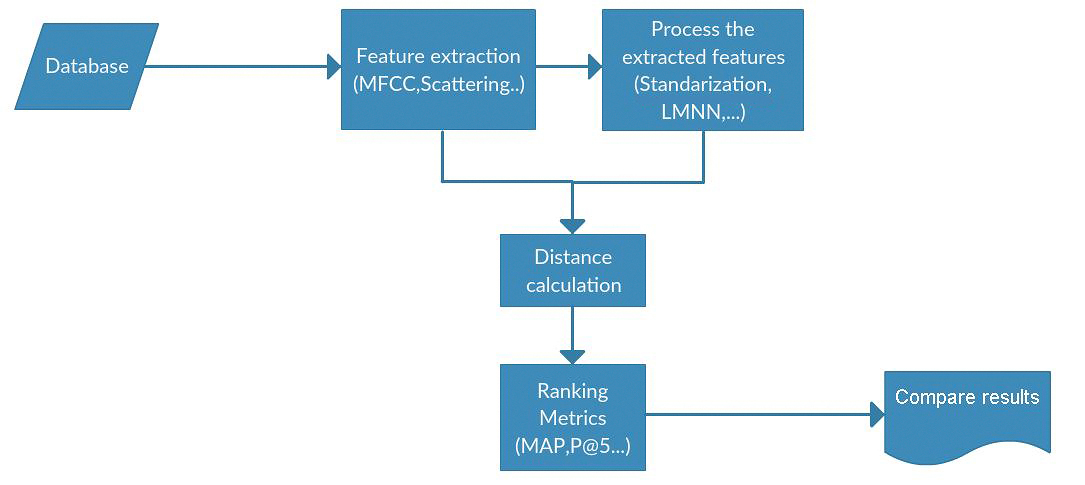 Database
Feature extraction
(MFCC,Scattering..)
Process the
extracted features
(Standarization,
LMNN,...)
Distance
calculation
Ranking
Metrics
(MAP,P@5...)
Compare results